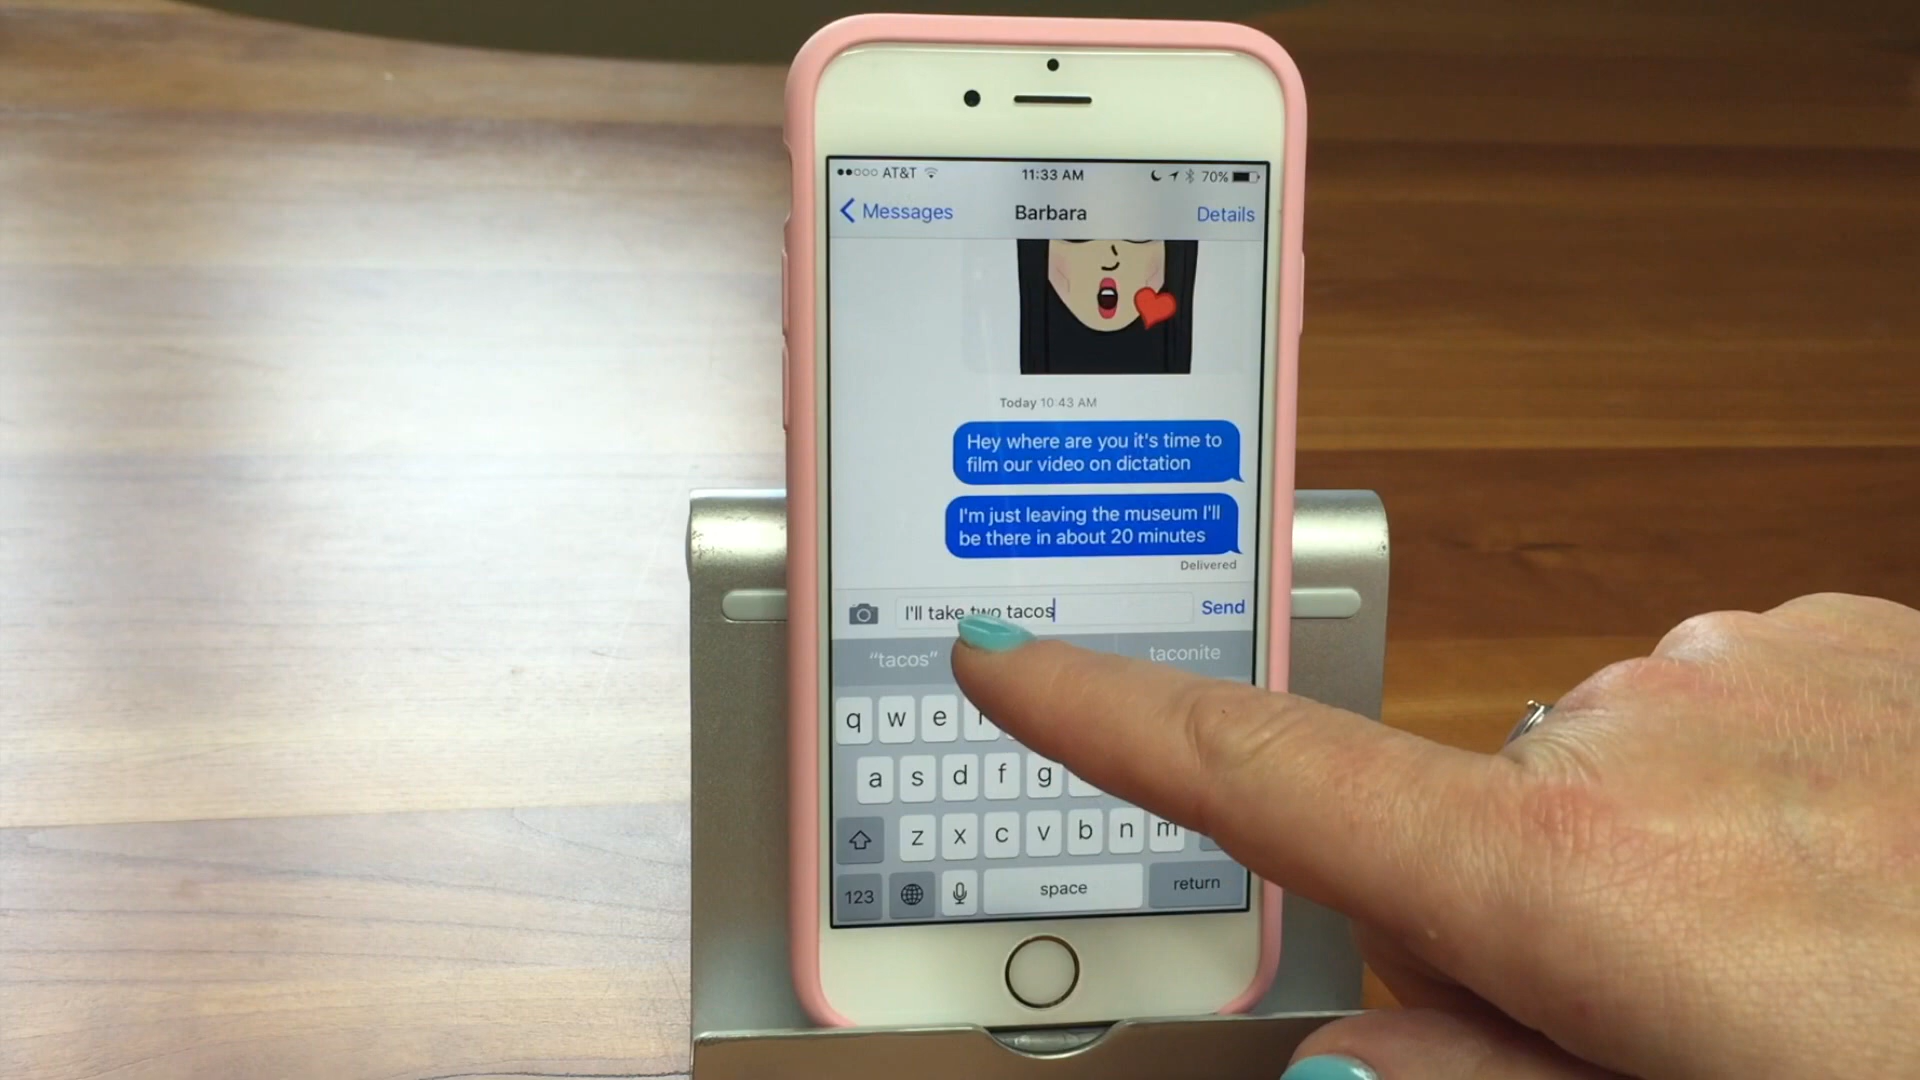 AT&T 11:33 AM 70%
Messages Barbara Details
Today 10:43 AM
Hey where are you it's time to
film our video on dictation
I'm just leaving the museum I'll
be there in about 20 minutes
Delivered
I'll take two tacos Send
“tacos” taconite
q w e r
a s d f g
z x c v b n m
123 space return